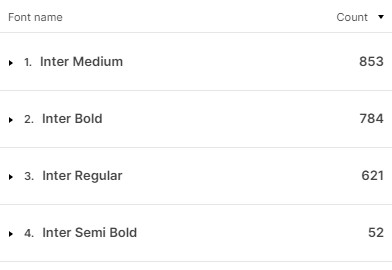 Font name Count
1. Inter Medium 853
2. Inter Bold 784
3. Inter Regular 621
4. Inter Semi Bold 52